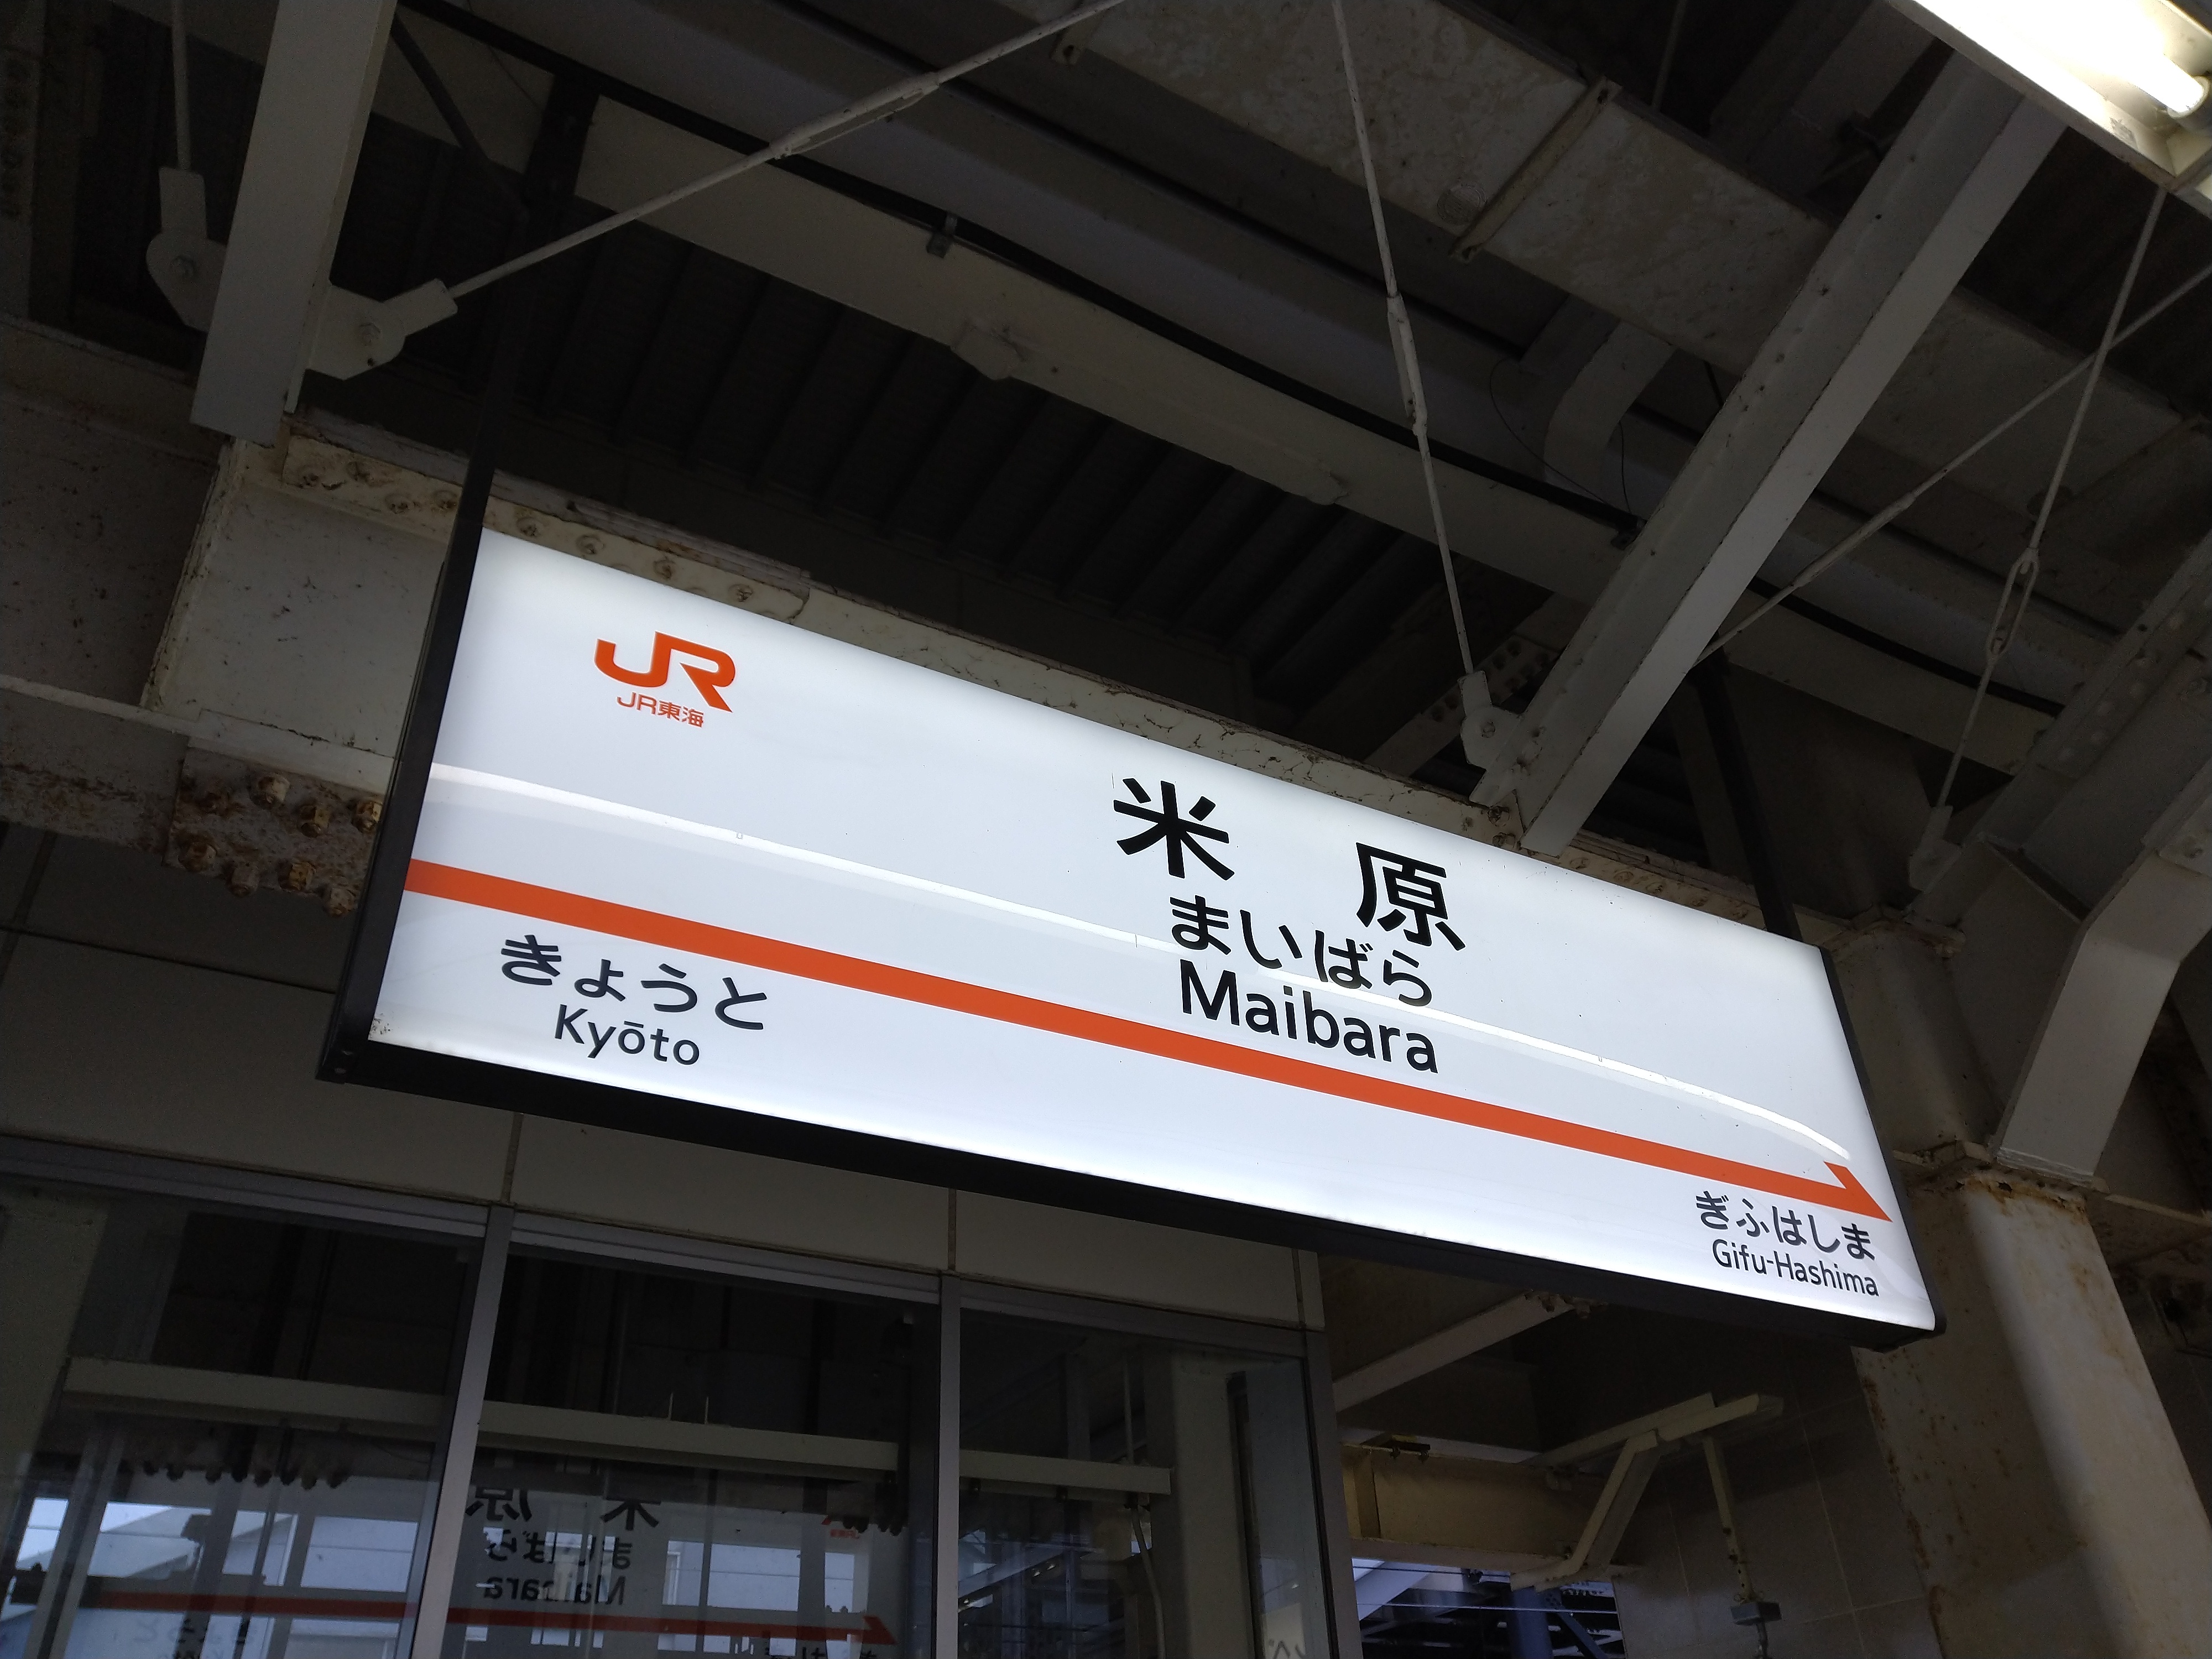 JR
JR東海
米原
まいばら
Maibara
きょうと
Kyōto
ぎふはしま
Gifu-Hashima